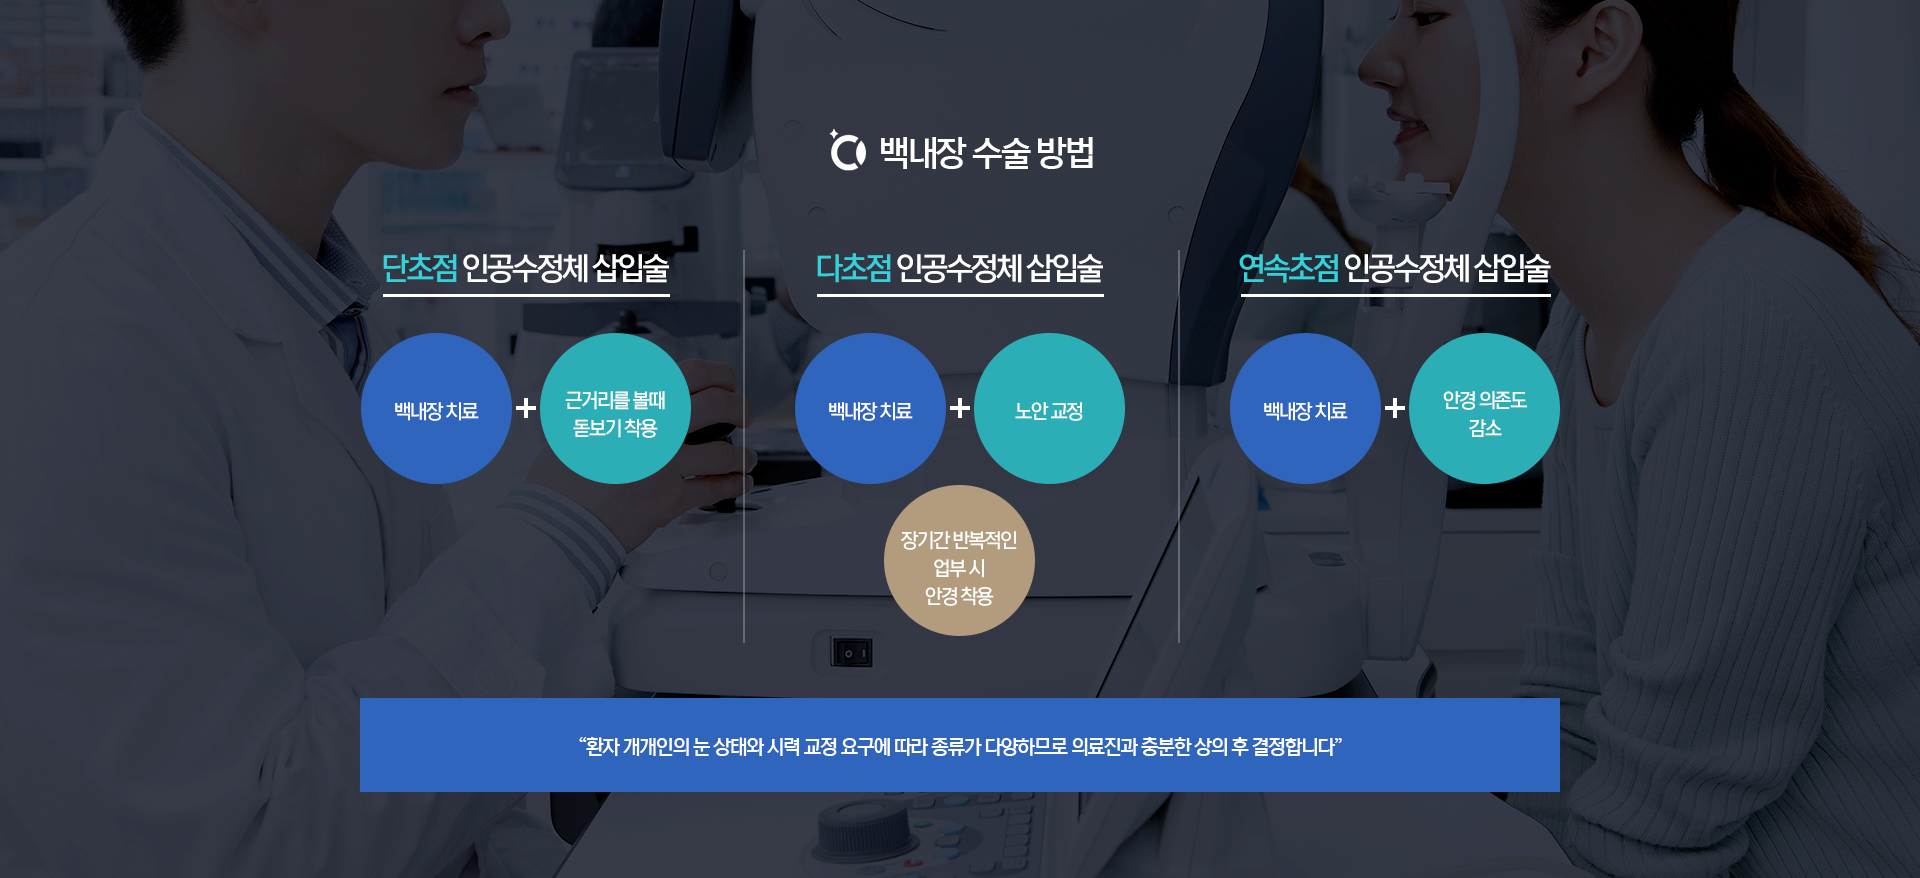 백내장 수술 방법
단초점 인공수정체 삽입술
백내장 치료
+
근거리를 볼때
돋보기 착용
다초점 인공수정체 삽입술
백내장 치료
+
노안 교정
장기간 반복적인
업부 시
안경 착용
연속초점 인공수정체 삽입술
백내장 치료
+
안경 의존도
감소
“환자 개개인의 눈 상태와 시력 교정 요구에 따라 종류가 다양하므로 의료진과 충분한 상의 후 결정합니다”